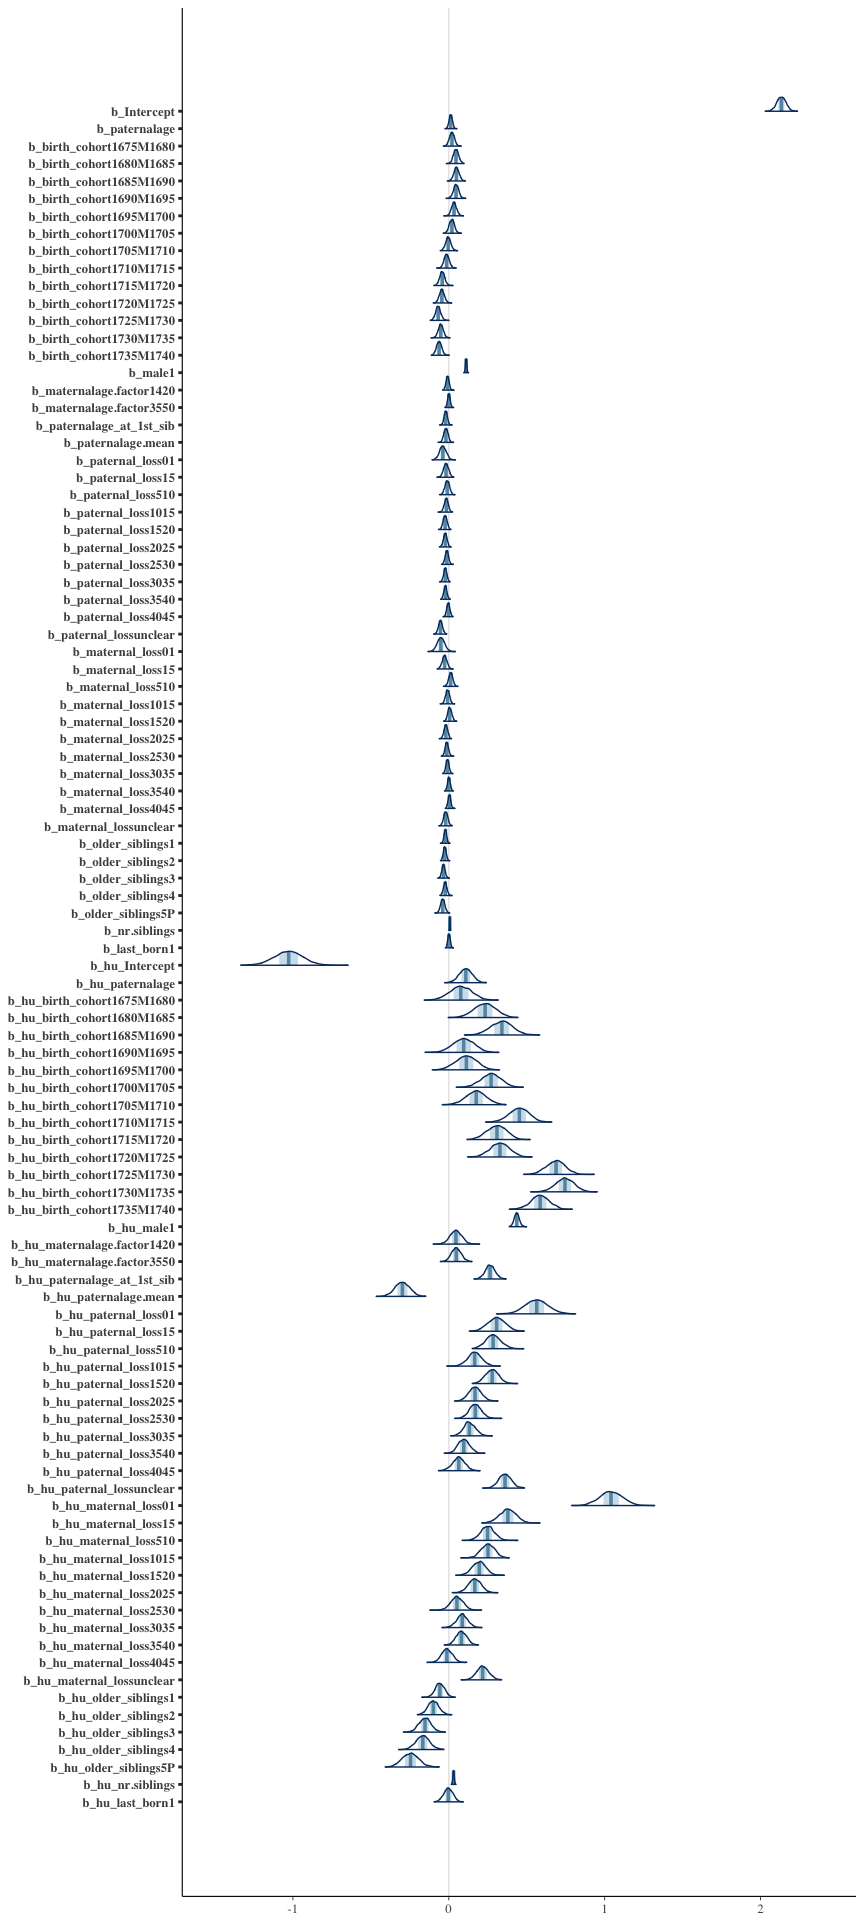 b_Intercept
b_paternalage
b_birth_cohort1675M1680
b_birth_cohort1680M1685
b_birth_cohort1685M1690
b_birth_cohort1690M1695
b_birth_cohort1695M1700
b_birth_cohort1700M1705
b_birth_cohort1705M1710
b_birth_cohort1710M1715
b_birth_cohort1715M1720
b_birth_cohort1720M1725
b_birth_cohort1725M1730
b_birth_cohort1730M1735
b_birth_cohort1735M1740
b_male1
b_maternalage.factor1420
b_maternalage.factor3550
b_paternalage_at_1st_sib
b_paternalage.mean
b_paternal_loss01
b_paternal_loss15
b_paternal_loss510
b_paternal_loss1015
b_paternal_loss1520
b_paternal_loss2025
b_paternal_loss2530
b_paternal_loss3035
b_paternal_loss3540
b_paternal_loss4045
b_paternal_lossunclear
b_maternal_loss01
b_maternal_loss15
b_maternal_loss510
b_maternal_loss1015
b_maternal_loss1520
b_maternal_loss2025
b_maternal_loss2530
b_maternal_loss3035
b_maternal_loss3540
b_maternal_loss4045
b_maternal_lossunclear
b_older_siblings1
b_older_siblings2
b_older_siblings3
b_older_siblings4
b_older_siblings5P
b_nr.siblings
b_last_born1
b_hu_Intercept
b_hu_paternalage
b_hu_birth_cohort1675M1680
b_hu_birth_cohort1680M1685
b_hu_birth_cohort1685M1690
b_hu_birth_cohort1690M1695
b_hu_birth_cohort1695M1700
b_hu_birth_cohort1700M1705
b_hu_birth_cohort1705M1710
b_hu_birth_cohort1710M1715
b_hu_birth_cohort1715M1720
b_hu_birth_cohort1720M1725
b_hu_birth_cohort1725M1730
b_hu_birth_cohort1730M1735
b_hu_birth_cohort1735M1740
b_hu_male1
b_hu_maternalage.factor1420
b_hu_maternalage.factor3550
b_hu_paternalage_at_1st_sib
b_hu_paternalage.mean
b_hu_paternal_loss01
b_hu_paternal_loss15
b_hu_paternal_loss510
b_hu_paternal_loss1015
b_hu_paternal_loss1520
b_hu_paternal_loss2025
b_hu_paternal_loss2530
b_hu_paternal_loss3035
b_hu_paternal_loss3540
b_hu_paternal_loss4045
b_hu_paternal_lossunclear
b_hu_maternal_loss01
b_hu_maternal_loss15
b_hu_maternal_loss510
b_hu_maternal_loss1015
b_hu_maternal_loss1520
b_hu_maternal_loss2025
b_hu_maternal_loss2530
b_hu_maternal_loss3035
b_hu_maternal_loss3540
b_hu_maternal_loss4045
b_hu_maternal_lossunclear
b_hu_older_siblings1
b_hu_older_siblings2
b_hu_older_siblings3
b_hu_older_siblings4
b_hu_older_siblings5P
b_hu_nr.siblings
b_hu_last_born1
-1 0 1 2